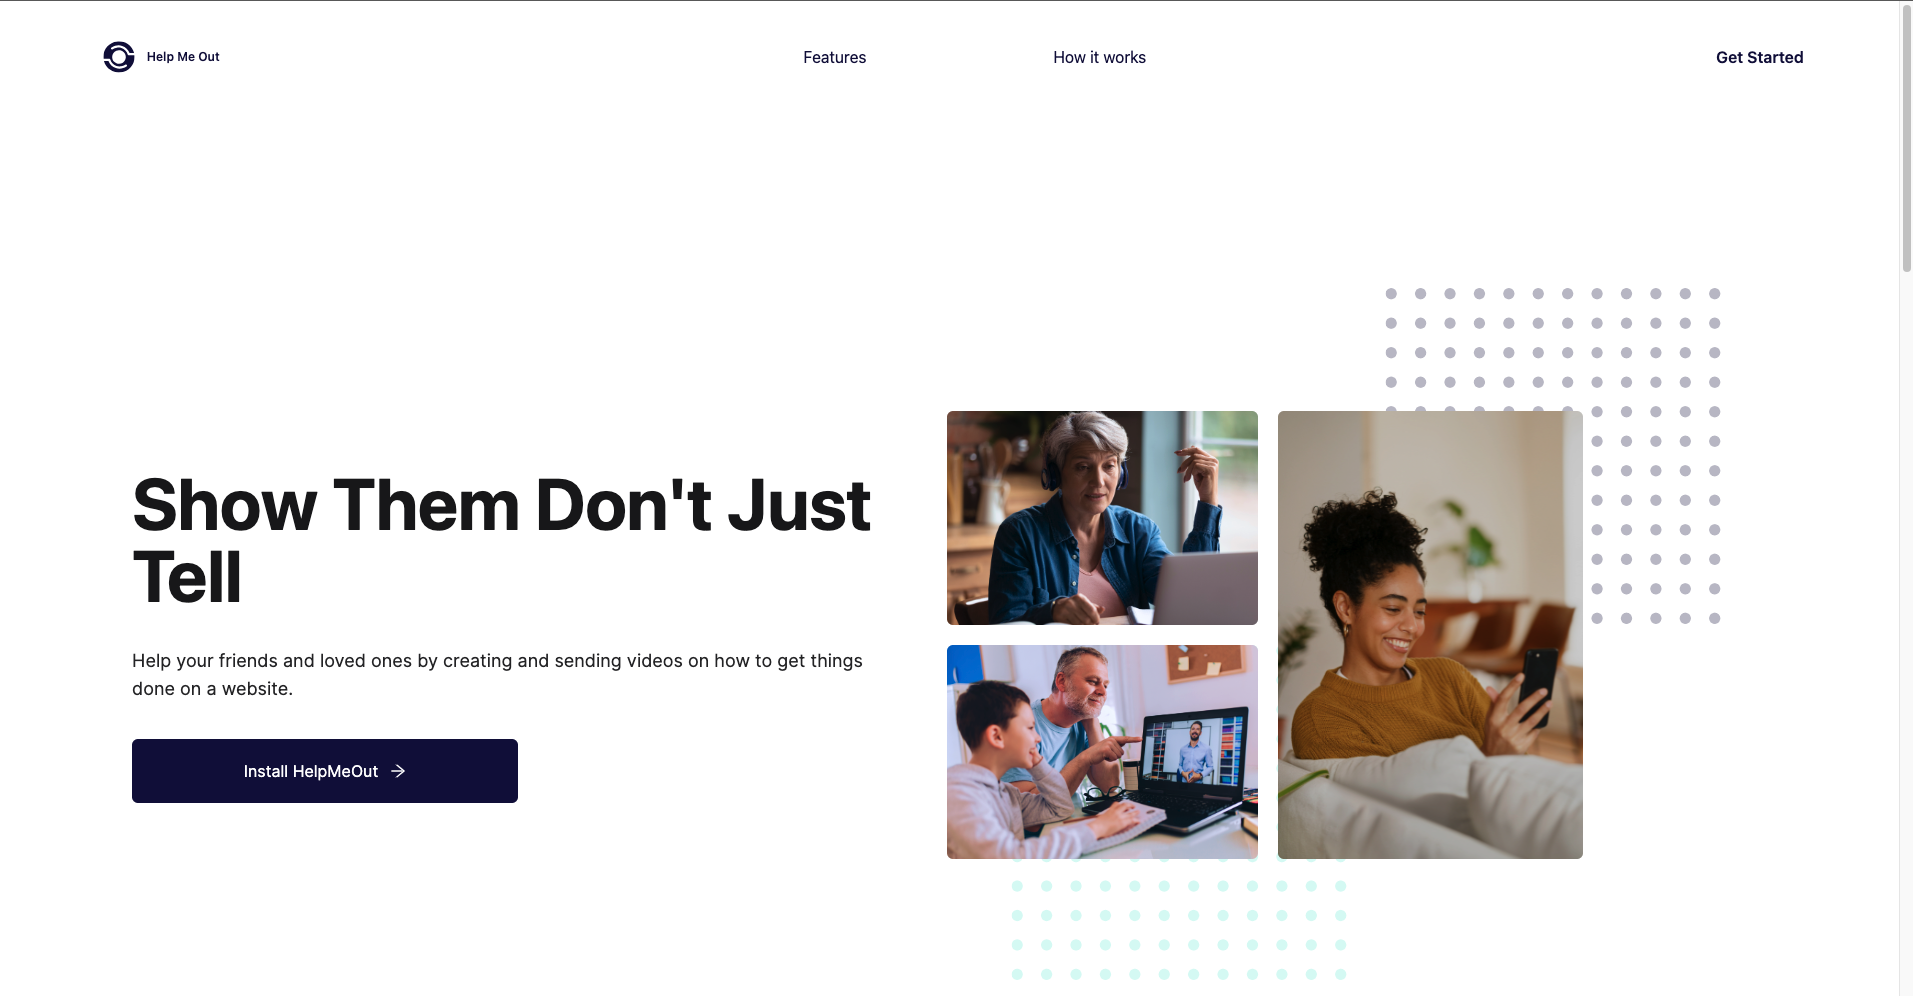 Help Me Out
Features
How it works
Get Started
Show Them Don't Just
Tell
Help your friends and loved ones by creating and sending videos on how to get things
done on a website.
Install HelpMeOut